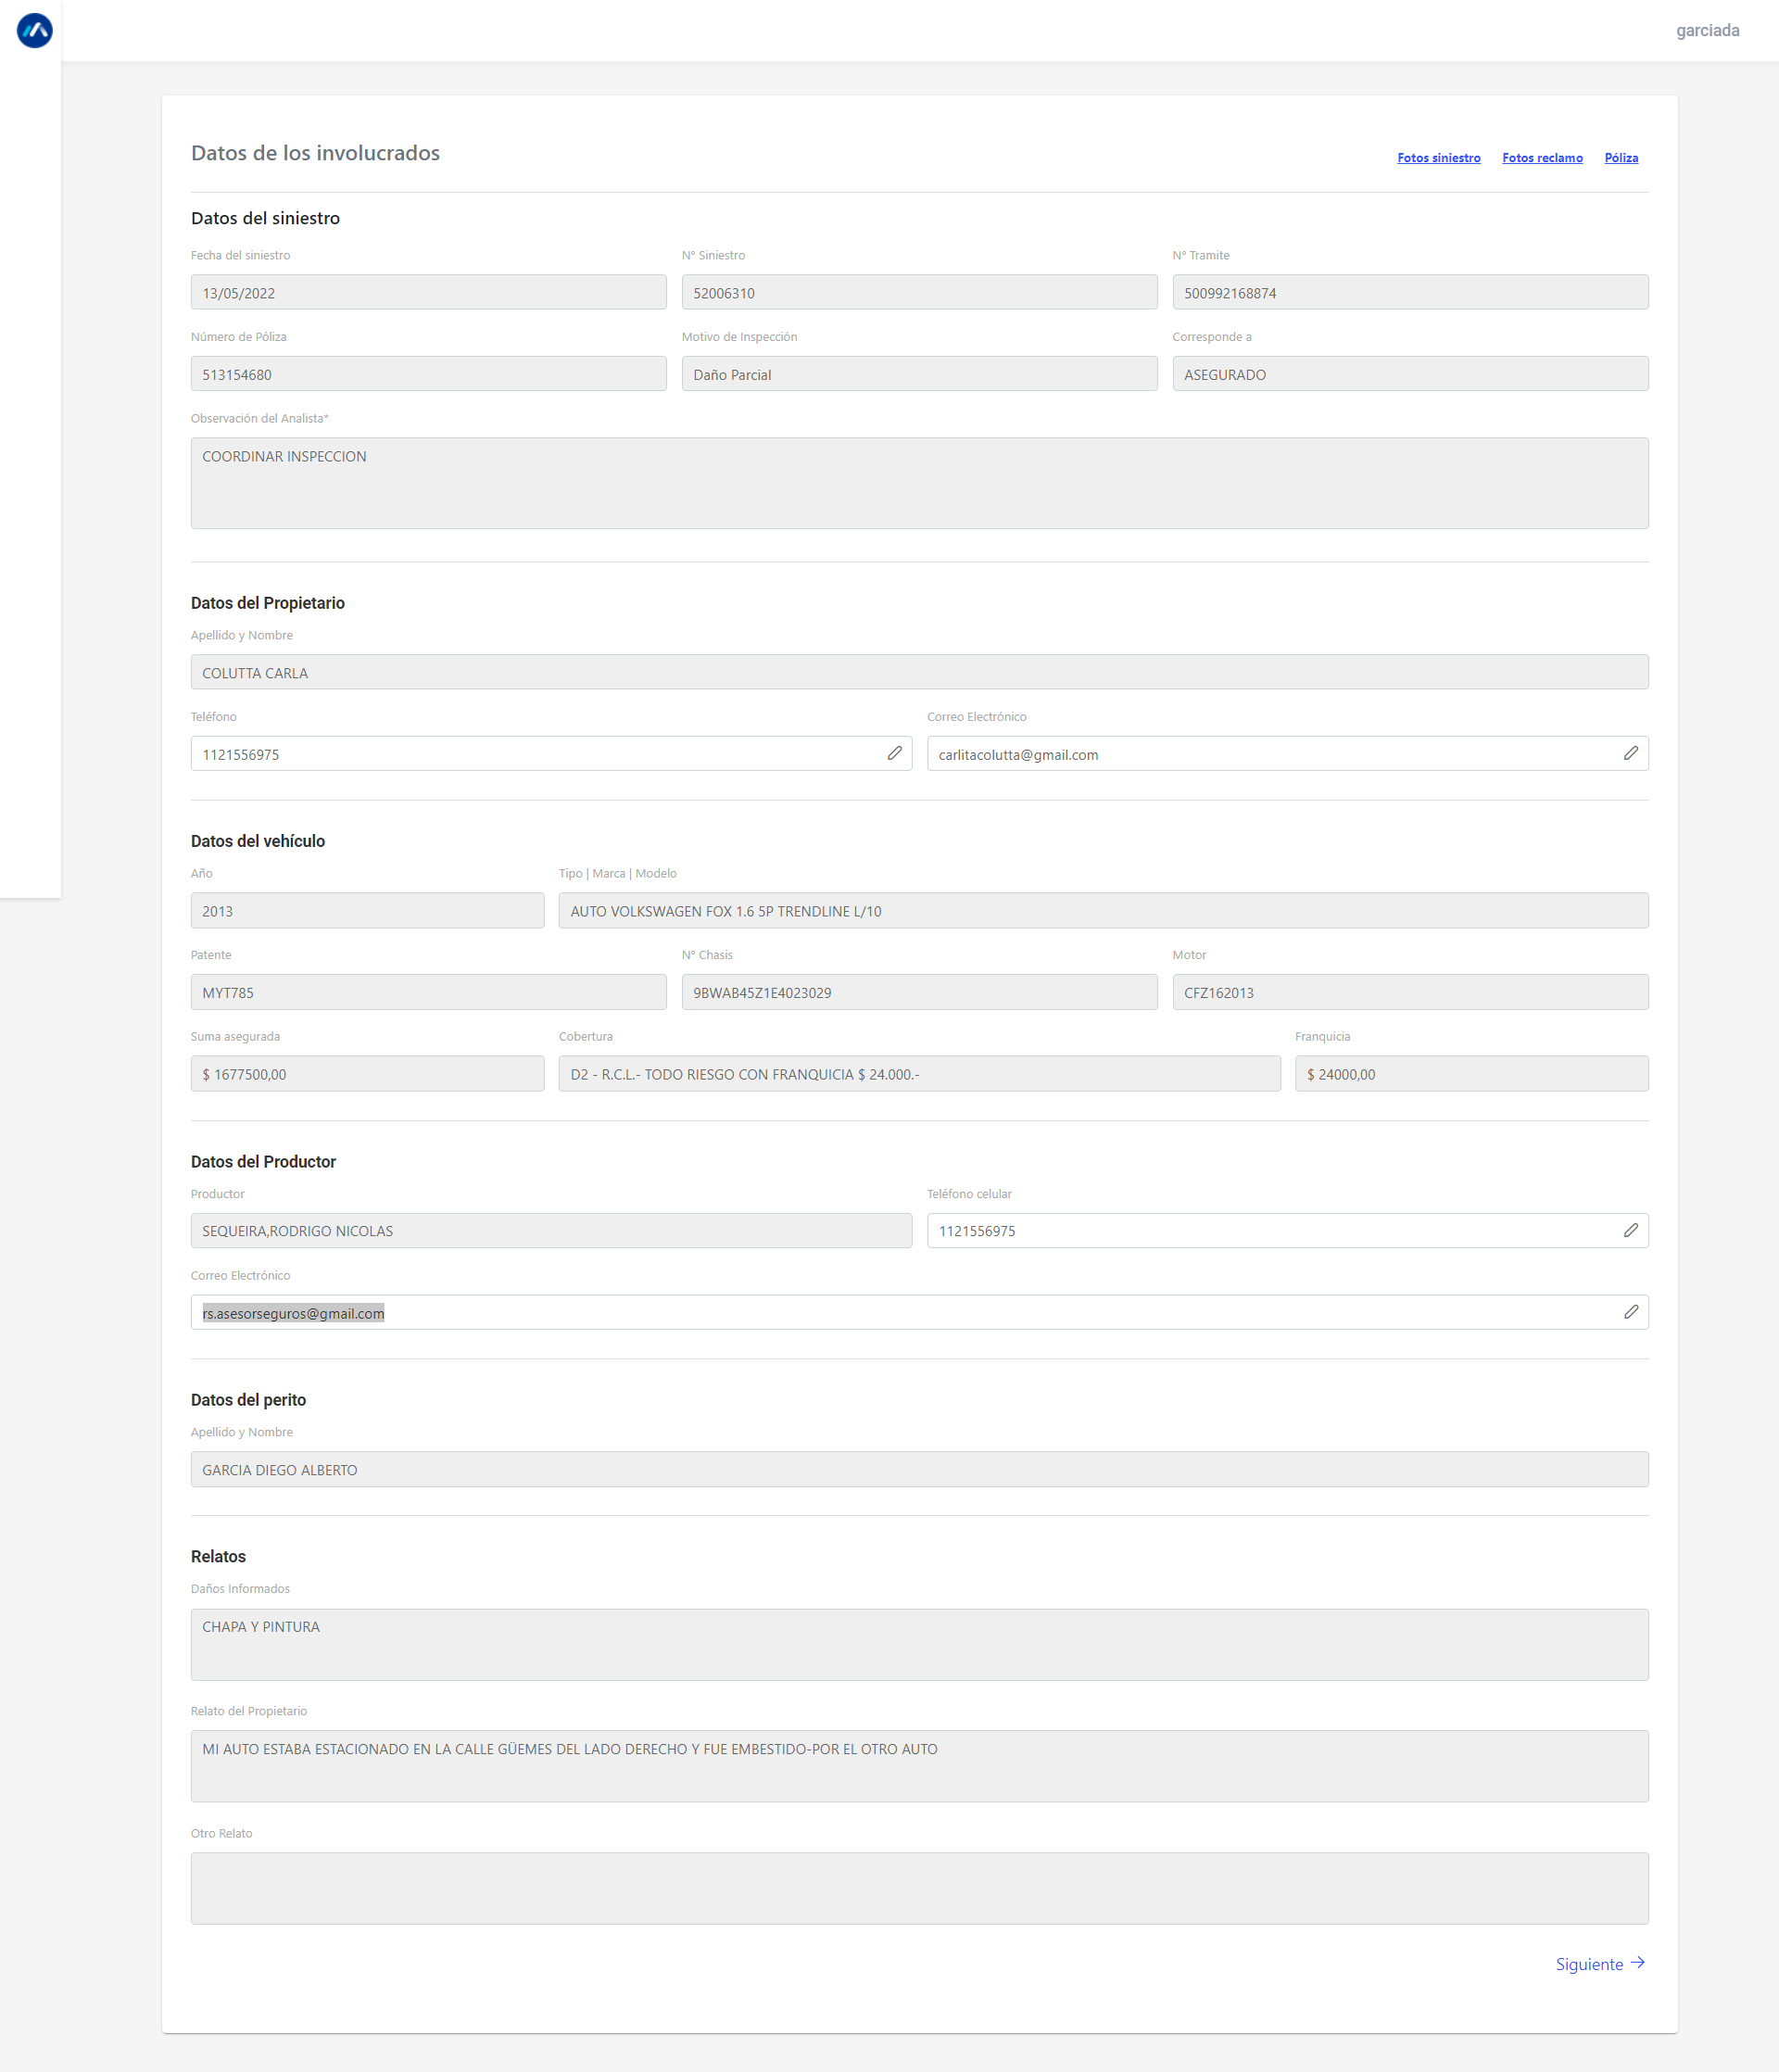 garciada
Datos de los involucrados
Fotos siniestro Fotos reclamo Póliza
Datos del siniestro
Fecha del siniestro N° Siniestro N° Tramite
13/05/2022 52006310 500992168874
Número de Póliza Motivo de Inspección Corresponde a
513154680 Daño Parcial ASEGURADO
Observación del Analista*
COORDINAR INSPECCION
Datos del Propietario
Apellido y Nombre
COLUTTA CARLA
Teléfono Correo Electrónico
1121556975 carlitacolutta@gmail.com
Datos del vehículo
Año Tipo | Marca | Modelo
2013 AUTO VOLKSWAGEN FOX 1.6 5P TRENDLINE L/10
Patente N° Chasis Motor
MYT785 9BWAB45Z1E4023029 CFZ162013
Suma asegurada Cobertura Franquicia
$ 1677500,00 D2 - R.C.L.- TODO RIESGO CON FRANQUICIA $ 24.000.- $ 24000,00
Datos del Productor
Productor Teléfono celular
SEQUEIRA,RODRIGO NICOLAS 1121556975
Correo Electrónico
rs.asesorseguros@gmail.com
Datos del perito
Apellido y Nombre
GARCIA DIEGO ALBERTO
Relatos
Daños Informados
CHAPA Y PINTURA
Relato del Propietario
MI AUTO ESTABA ESTACIONADO EN LA CALLE GÜEMES DEL LADO DERECHO Y FUE EMBESTIDO-POR EL OTRO AUTO
Otro Relato
Siguiente